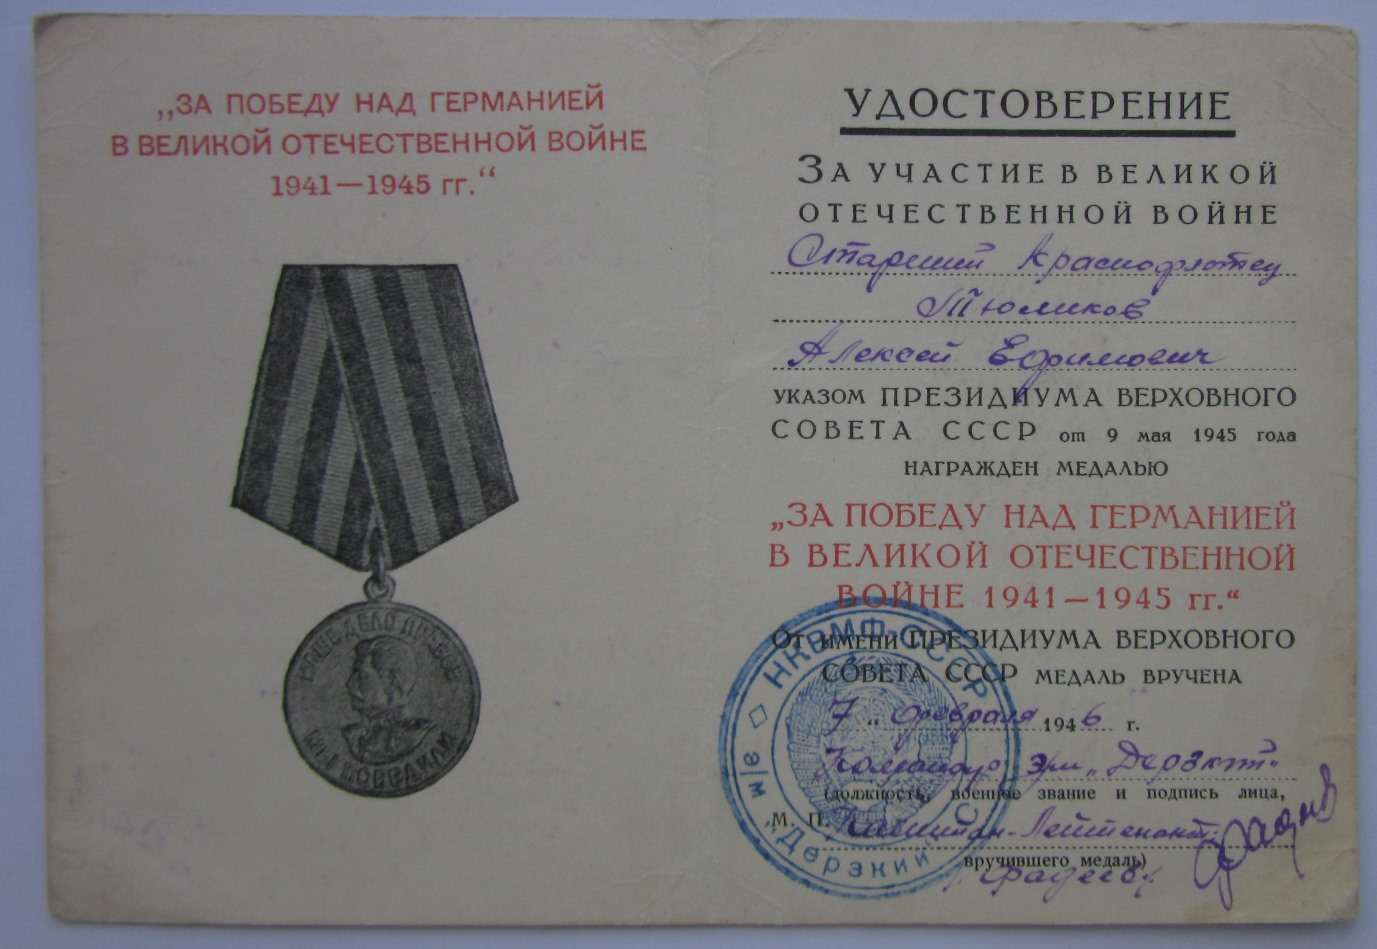 „ЗА ПОБЕДУ НАД ГЕРМАНИЕЙ
В ВЕЛИКОЙ ОТЕЧЕСТВЕННОЙ ВОЙНЕ
1941—1945 гг.“
НАШЕ ДЕЛО ПРАВОЕ
МЫ ПОБЕДИЛИ
УДОСТОВЕРЕНИЕ
ЗА УЧАСТИЕ В ВЕЛИКОЙ
ОТЕЧЕСТВЕННОЙ ВОЙНЕ
Старший Краснофлотец
Тюликов
Алексей Ефимович
УКАЗОМ ПРЕЗИДИУМА ВЕРХОВНОГО
СОВЕТА СССР от 9 мая 1945 года
НАГРАЖДЕН МЕДАЛЬЮ
„ЗА ПОБЕДУ НАД ГЕРМАНИЕЙ
В ВЕЛИКОЙ ОТЕЧЕСТВЕННОЙ
ВОЙНЕ 1941—1945 гг.“
ОТ ИМЕНИ ПРЕЗИДИУМА ВЕРХОВНОГО
СОВЕТА СССР МЕДАЛЬ ВРУЧЕНА
7 „ февраля 1946 г.
Командир э/м „Дерзкий“
(должность, военное звание и подпись лица,
М. П. Капитан-Лейтенант:
вручившего медаль)
/Фадеев/.
НКВМФ-СССР
э/м „Дерзкий“